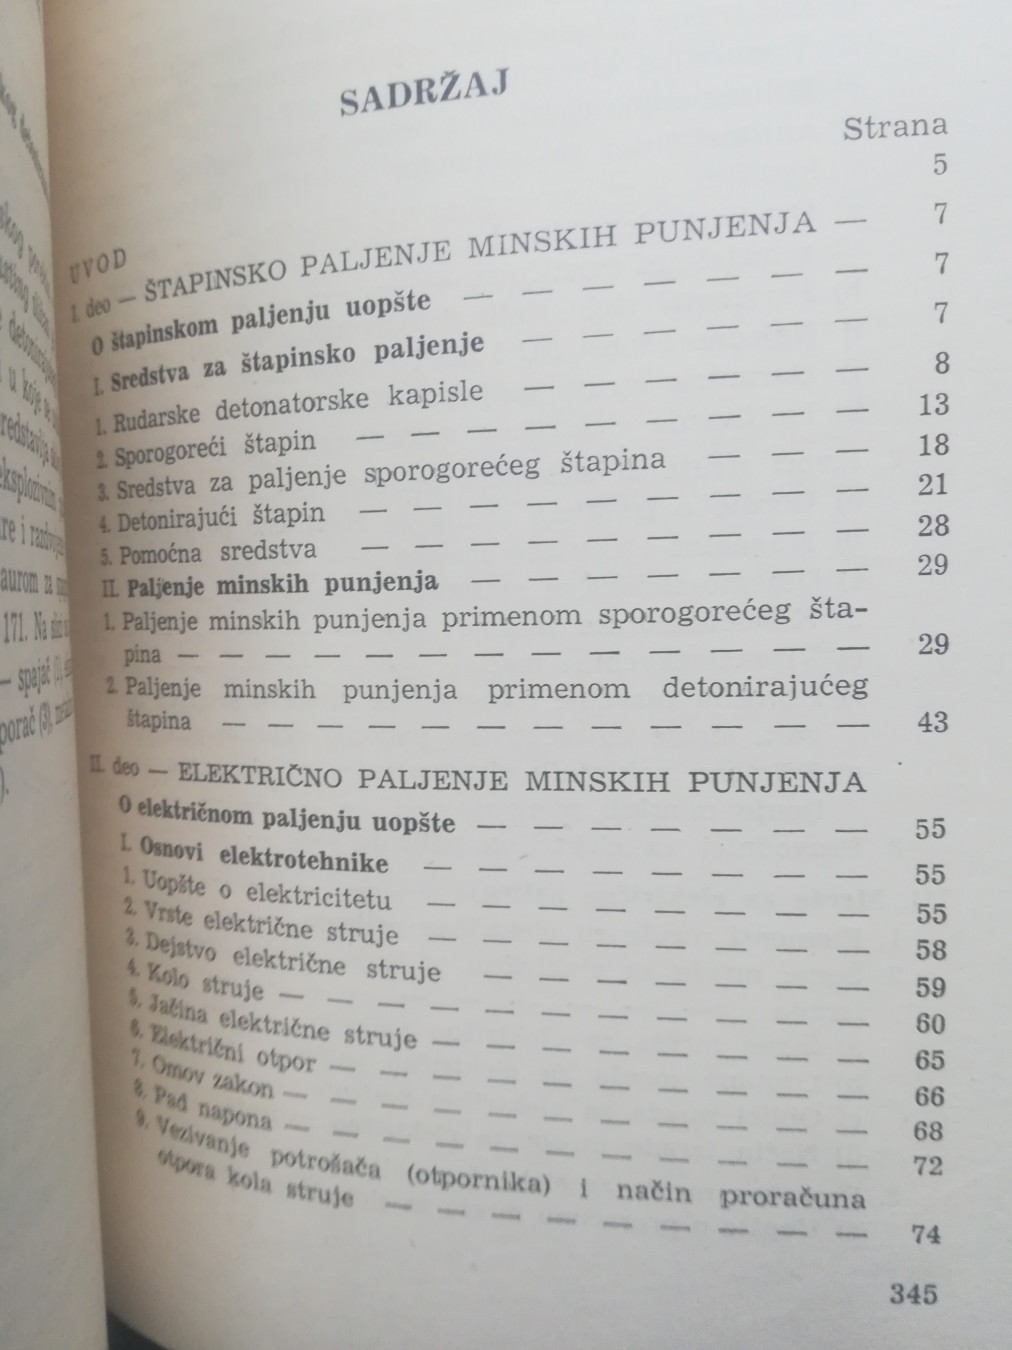 SADRŽAJ
Strana
UVOD 5
I. deo — ŠTAPINSKO PALJENJE MINSKIH PUNJENJA — 7
O štapinskom paljenju uopšte — — — — — — — 7
I. Sredstva za štapinsko paljenje — — — — — — 7
1. Rudarske detonatorske kapisle — — — — — — 8
2. Sporogoreći štapin — — — — — — — — — 13
3. Sredstva za paljenje sporogorećeg štapina — — — 18
4. Detonirajući štapin — — — — — — — — — 21
5. Pomoćna sredstva — — — — — — — — — 28
II. Paljenje minskih punjenja — — — — — — — 29
1. Paljenje minskih punjenja primenom sporogorećeg šta-
pina — — — — — — — — — — — — 29
2. Paljenje minskih punjenja primenom detonirajućeg
štapina — — — — — — — — — — — 43
II. deo — ELEKTRIČNO PALJENJE MINSKIH PUNJENJA
O električnom paljenju uopšte — — — — — — — 55
I. Osnovi elektrotehnike — — — — — — — — 55
1. Uopšte o elektricitetu — — — — — — — — 55
2. Vrste električne struje — — — — — — — — 58
3. Dejstvo električne struje — — — — — — — 59
4. Kolo struje — — — — — — — — — — — 60
5. Jačina električne struje — — — — — — — — 65
6. Električni otpor — — — — — — — — — — 66
7. Omov zakon — — — — — — — — — — — 68
8. Pad napona — — — — — — — — — — — 72
9. Vezivanje potrošača (otpornika) i način proračuna
otpora kola struje — — — — — — — — — 74
345
171. Na
— spajač (1),
(3),
).